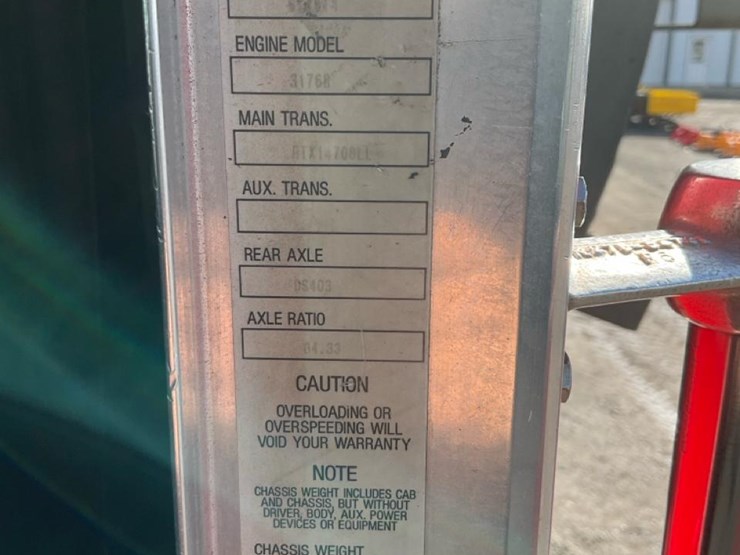 ENGINE MODEL
31768
MAIN TRANS.
AUX. TRANS.
REAR AXLE
DS403
AXLE RATIO
04.33
CAUTION
OVERLOADING OR
OVERSPEEDING WILL
VOID YOUR WARRANTY
NOTE
CHASSIS WEIGHT INCLUDES CAB
AND CHASSIS, BUT WITHOUT
DRIVER, BODY, AUX. POWER
DEVICES OR EQUIPMENT
CHASSIS WEIGHT